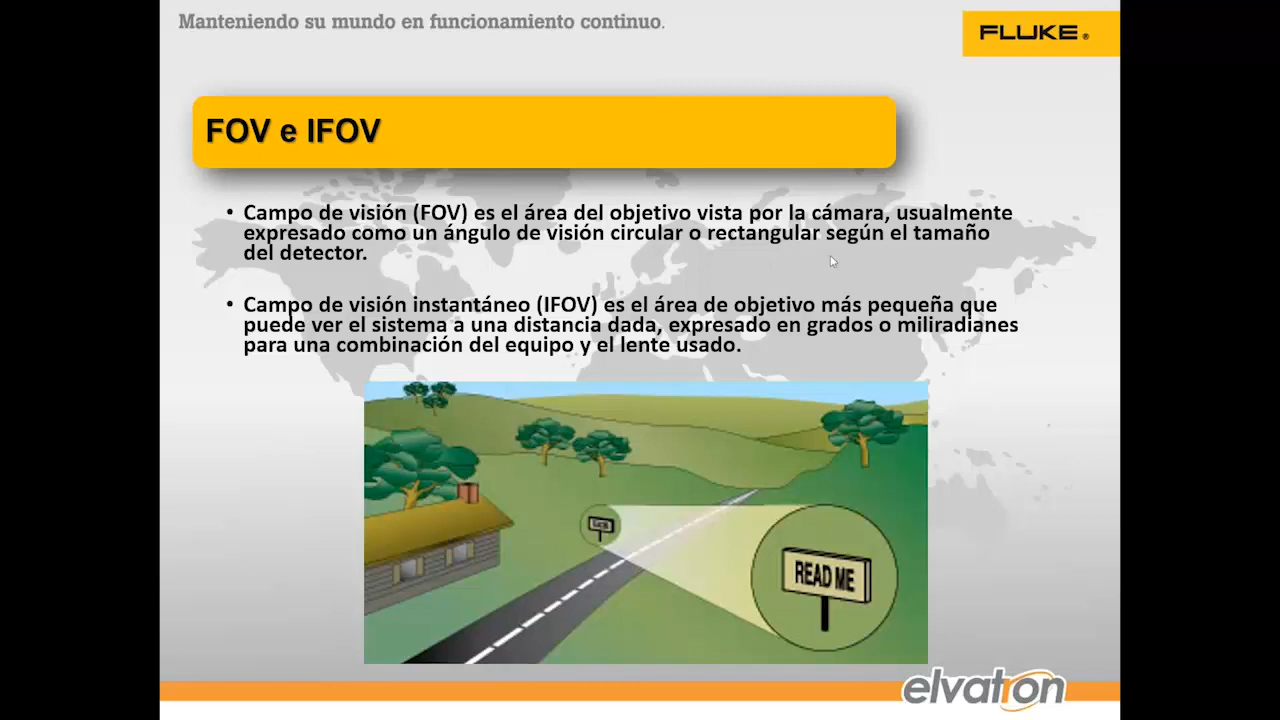 Manteniendo su mundo en funcionamiento continuo.
FLUKE®
FOV e IFOV
• Campo de visión (FOV) es el área del objetivo vista por la cámara, usualmente
expresado como un ángulo de visión circular o rectangular según el tamaño
del detector.
• Campo de visión instantáneo (IFOV) es el área de objetivo más pequeña que
puede ver el sistema a una distancia dada, expresado en grados o miliradianes
para una combinación del equipo y el lente usado.
READ ME
elvatron